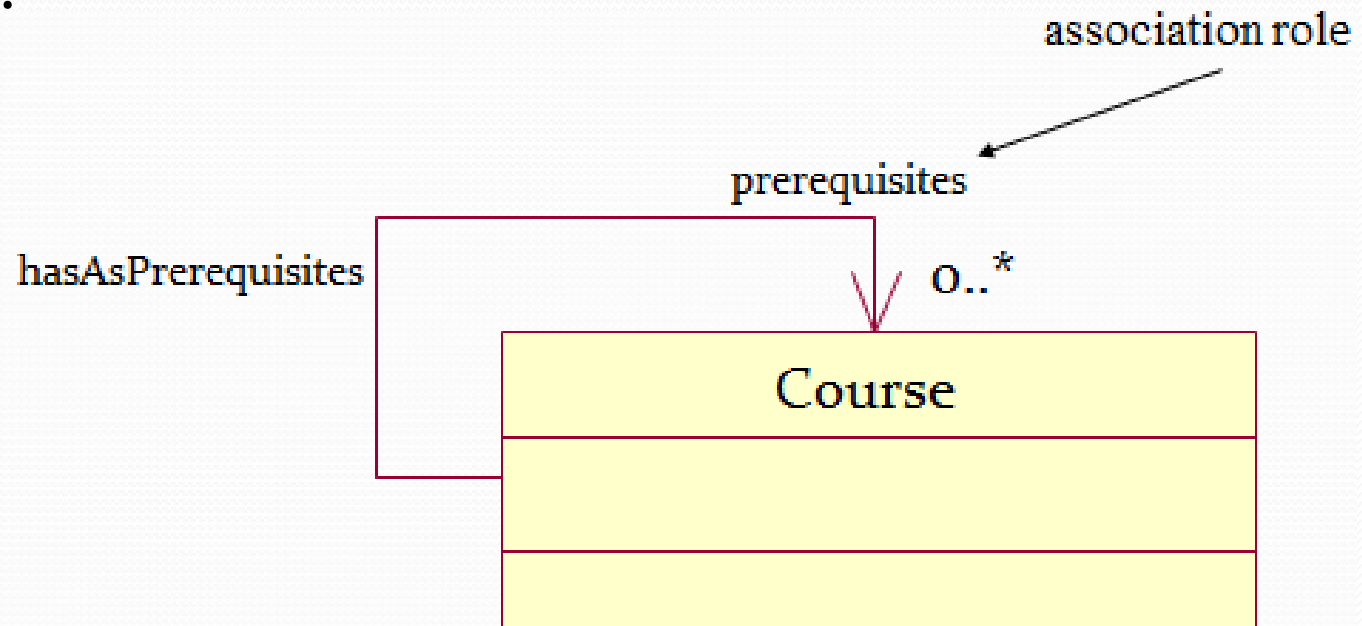 .
association role
prerequisites
hasAsPrerequisites
0..*
Course